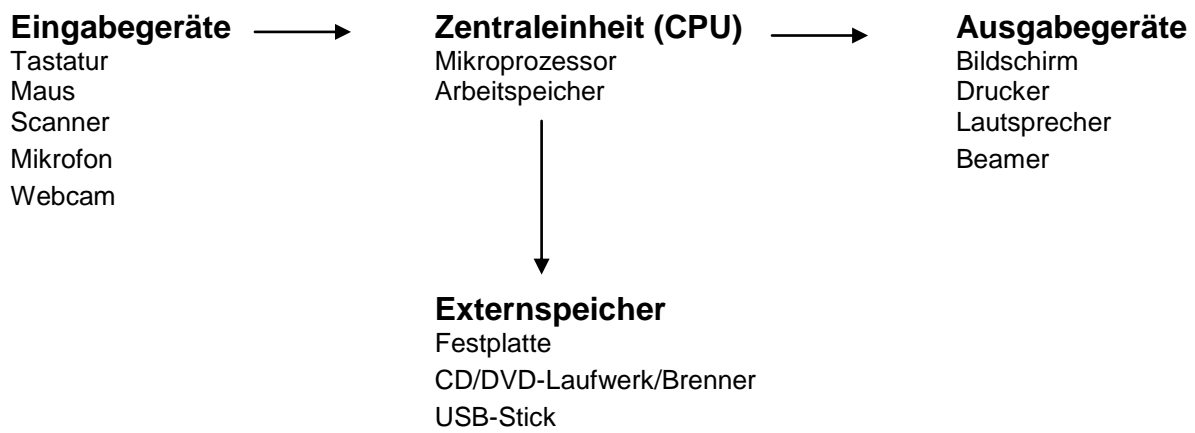 Eingabegeräte
Tastatur
Maus
Scanner
Mikrofon
Webcam
Zentraleinheit (CPU)
Mikroprozessor
Arbeitspeicher
Ausgabegeräte
Bildschirm
Drucker
Lautsprecher
Beamer
Externspeicher
Festplatte
CD/DVD-Laufwerk/Brenner
USB-Stick